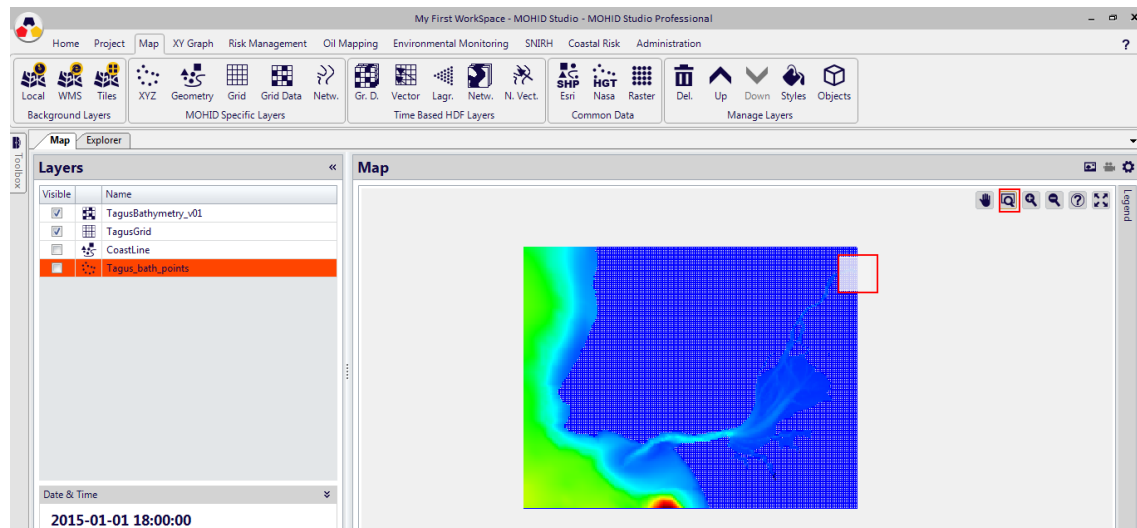 My First WorkSpace - MOHID Studio - MOHID Studio Professional
Home Project Map XY Graph Risk Management Oil Mapping Environmental Monitoring SNIRH Coastal Risk Administration ?
SHP HGT
Local WMS Tiles XYZ Geometry Grid Grid Data Netw. Gr. D. Vector Lagr. Netw. N. Vect. Esri Nasa Raster Del. Up Down Styles Objects
Background Layers MOHID Specific Layers Time Based HDF Layers Common Data Manage Layers
Toolbox
Map Explorer
Layers «
Map
Visible Name
TagusBathymetry_v01
TagusGrid
CoastLine
Tagus_bath_points
Legend
Date & Time
2015-01-01 18:00:00